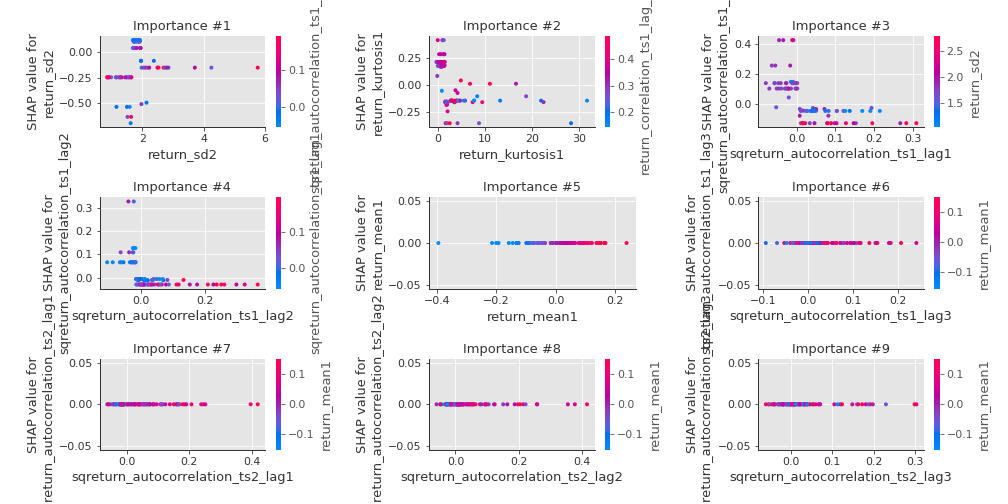 Importance #1
SHAP value for
return_sd2
0.00
−0.25
−0.50
2
4
6
return_sd2
0.1
0.0
Importance #2
SHAP value for
return_kurtosis1
0.25
0.00
−0.25
0
10
20
30
return_kurtosis1
0.4
0.3
0.2
Importance #3
SHAP value for
0.4
0.2
0.0
0.0
0.1
0.2
0.3
sqreturn_autocorrelation_ts1_lag1
2.5
2.0
1.5
return_sd2
Importance #4
SHAP value for
sqreturn_autocorrelation_ts1_lag2
0.3
0.2
0.1
0.0
0.0
0.2
sqreturn_autocorrelation_ts1_lag2
0.1
0.0
Importance #5
SHAP value for
return_mean1
0.05
0.00
−0.05
−0.4
−0.2
0.0
0.2
return_mean1
Importance #6
SHAP value for
sqreturn_autocorrelation_ts1_lag3
0.05
0.00
−0.05
−0.1
0.0
0.1
0.2
sqreturn_autocorrelation_ts1_lag3
0.1
0.0
−0.1
return_mean1
Importance #7
SHAP value for
sqreturn_autocorrelation_ts2_lag1
0.05
0.00
−0.05
0.0
0.2
0.4
sqreturn_autocorrelation_ts2_lag1
0.1
0.0
−0.1
return_mean1
Importance #8
SHAP value for
sqreturn_autocorrelation_ts2_lag2
0.05
0.00
−0.05
0.0
0.2
0.4
sqreturn_autocorrelation_ts2_lag2
0.1
0.0
−0.1
return_mean1
Importance #9
SHAP value for
sqreturn_autocorrelation_ts2_lag3
0.05
0.00
−0.05
0.0
0.1
0.2
0.3
sqreturn_autocorrelation_ts2_lag3
0.1
0.0
−0.1
return_mean1